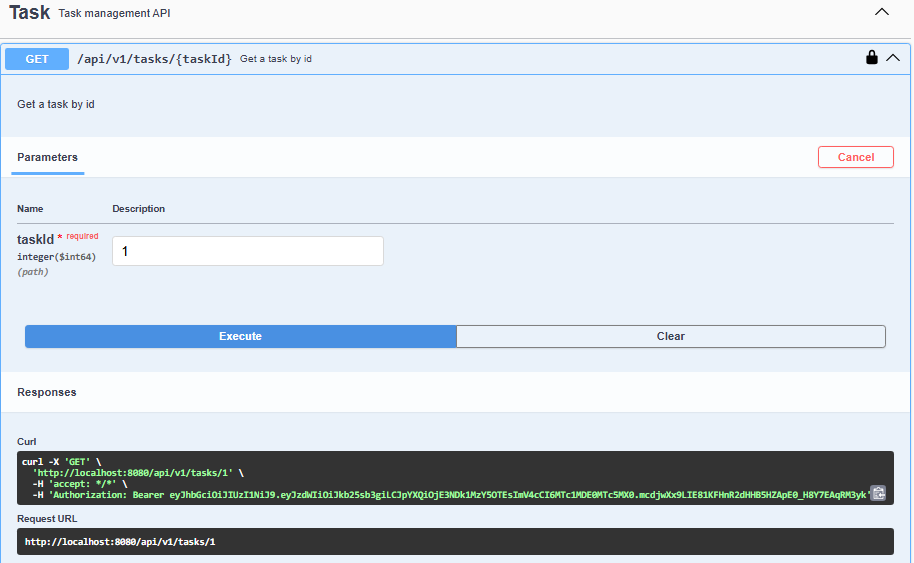 Task Task management API
GET /api/v1/tasks/{taskId} Get a task by id
Get a task by id
Parameters
Cancel
Name Description
taskId * required
integer($int64)
(path)
1
Execute Clear
Responses
Curl
curl -X 'GET' \
'http://localhost:8080/api/v1/tasks/1' \
-H 'accept: */*' \
-H 'Authorization: Bearer eyJhbGciOiJIUzI1NiJ9.eyJzdWIiOiJkb25sb3giLCJpYXQiOjE3NDk1MzY5OTEsImV4cCI6MTc1MDE0MTc5MX0.mcdjwXx9LIE81KFHnR2dHHB5HZApE0_H8Y7EAqRM3yk'
Request URL
http://localhost:8080/api/v1/tasks/1